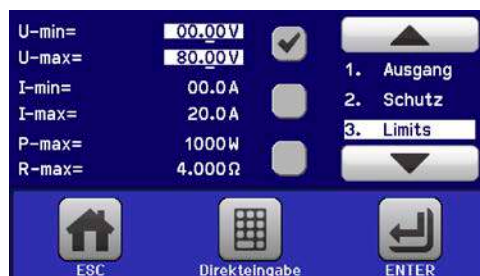 U-min= 00.00V
U-max= 80.00V
I-min= 00.0A
I-max= 20.0A
P-max= 1000W
R-max= 4.000Ω
1. Ausgang
2. Schutz
3. Limits
ESC
Direkteingabe
ENTER